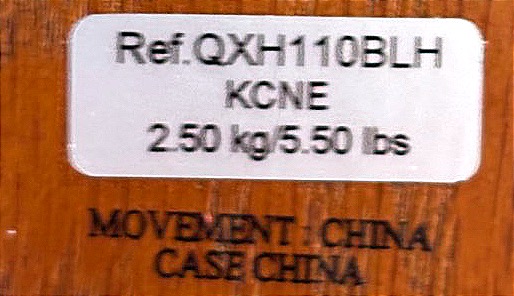 Ref.QXH110BLH
KCNE
2.50 kg/5.50 lbs
MOVEMENT : CHINA
CASE CHINA